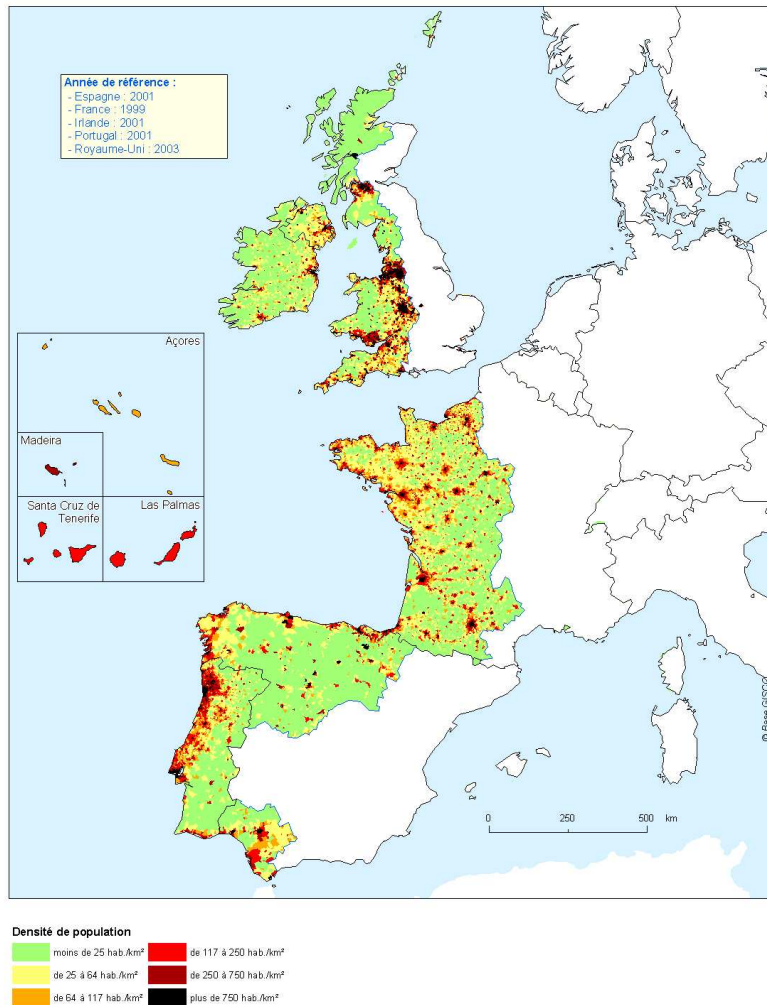 Année de référence :
- Espagne : 2001
- France : 1999
- Irlande : 2001
- Portugal : 2001
- Royaume-Uni : 2003
Açores
Madeira
Santa Cruz de
Tenerife
Las Palmas
© Base GISCO
0 250 500 km
Densité de population
moins de 25 hab./km²
de 25 à 64 hab./km²
de 64 à 117 hab./km²
de 117 à 250 hab./km²
de 250 à 750 hab./km²
plus de 750 hab./km²